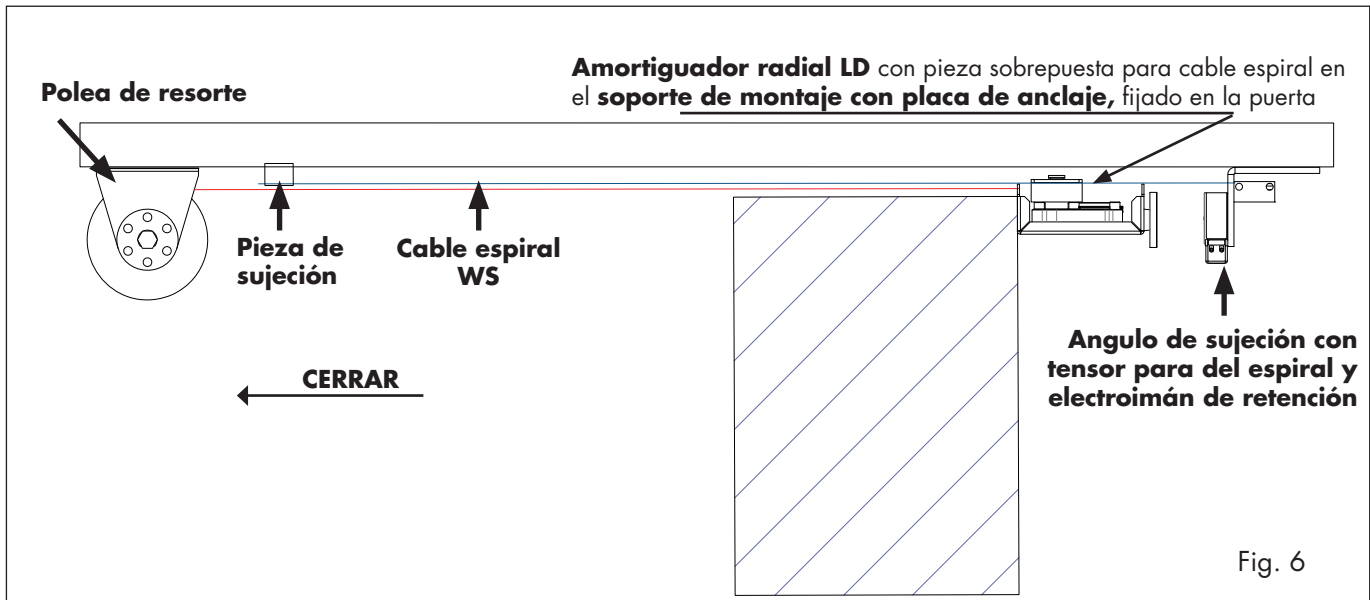 Amortiguador radial LD con pieza sobrepuesta para cable espiral en
el soporte de montaje con placa de anclaje, fijado en la puerta
Polea de resorte
Pieza de
sujeción
Cable espiral
WS
CERRAR
Angulo de sujeción con
tensor para del espiral y
electroimán de retención
Fig. 6